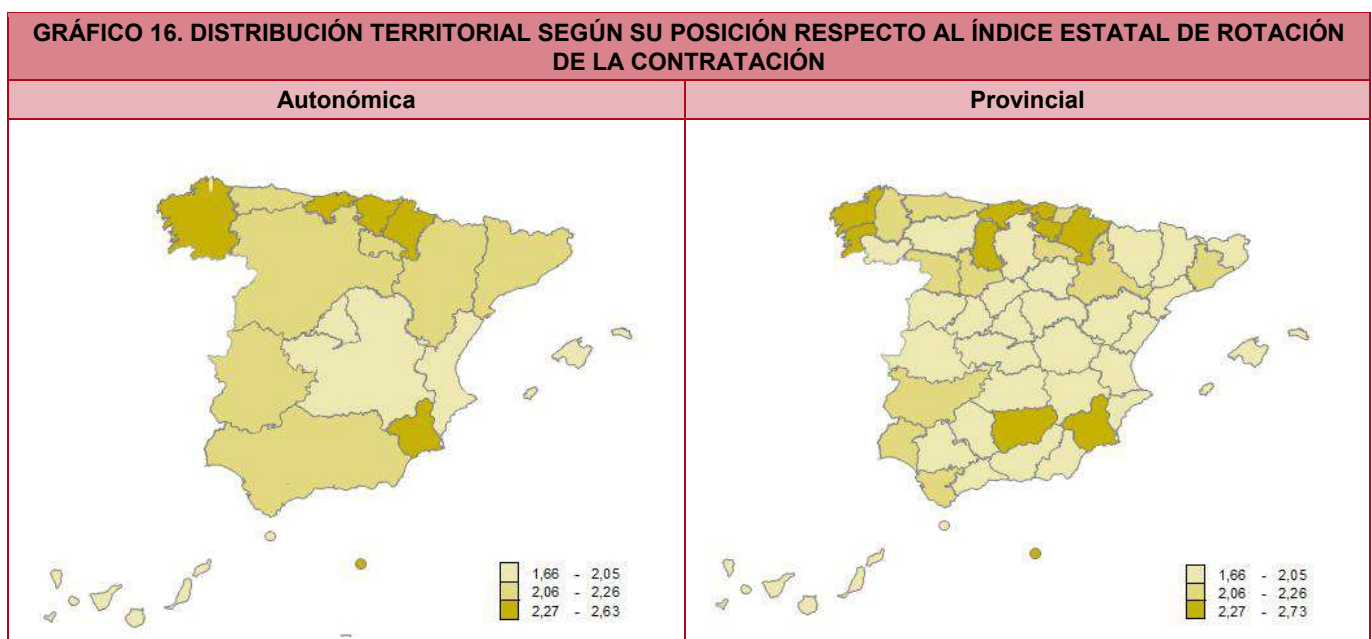 GRÁFICO 16. DISTRIBUCIÓN TERRITORIAL SEGÚN SU POSICIÓN RESPECTO AL ÍNDICE ESTATAL DE ROTACIÓN
DE LA CONTRATACIÓN
Autonómica
Provincial
1,66 - 2,05
2,06 - 2,26
2,27 - 2,63
1,66 - 2,05
2,06 - 2,26
2,27 - 2,73